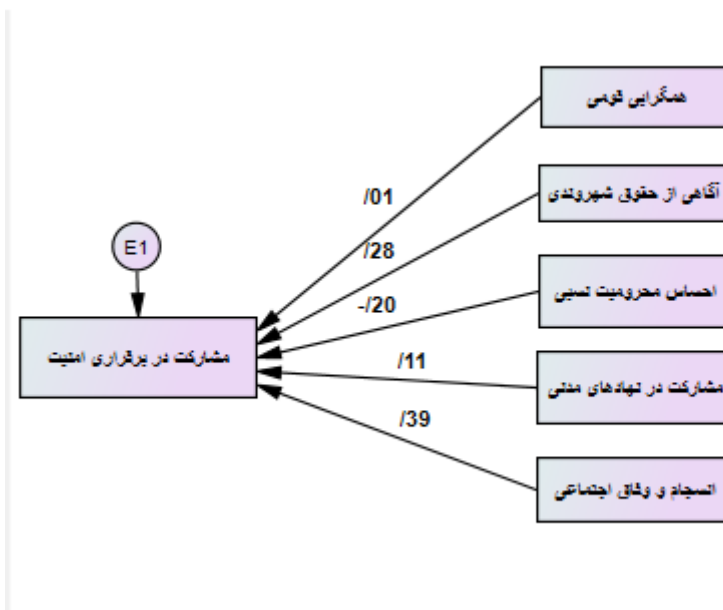 همگرایی قومی
/01
آگاهی از حقوق شهروندی
/28
E1
احساس محرومیت نسبی
-/20
مشارکت در برقراری امنیت
/11
مشارکت در نهادهای مدنی
/39
انسجام و وفاق اجتماعی